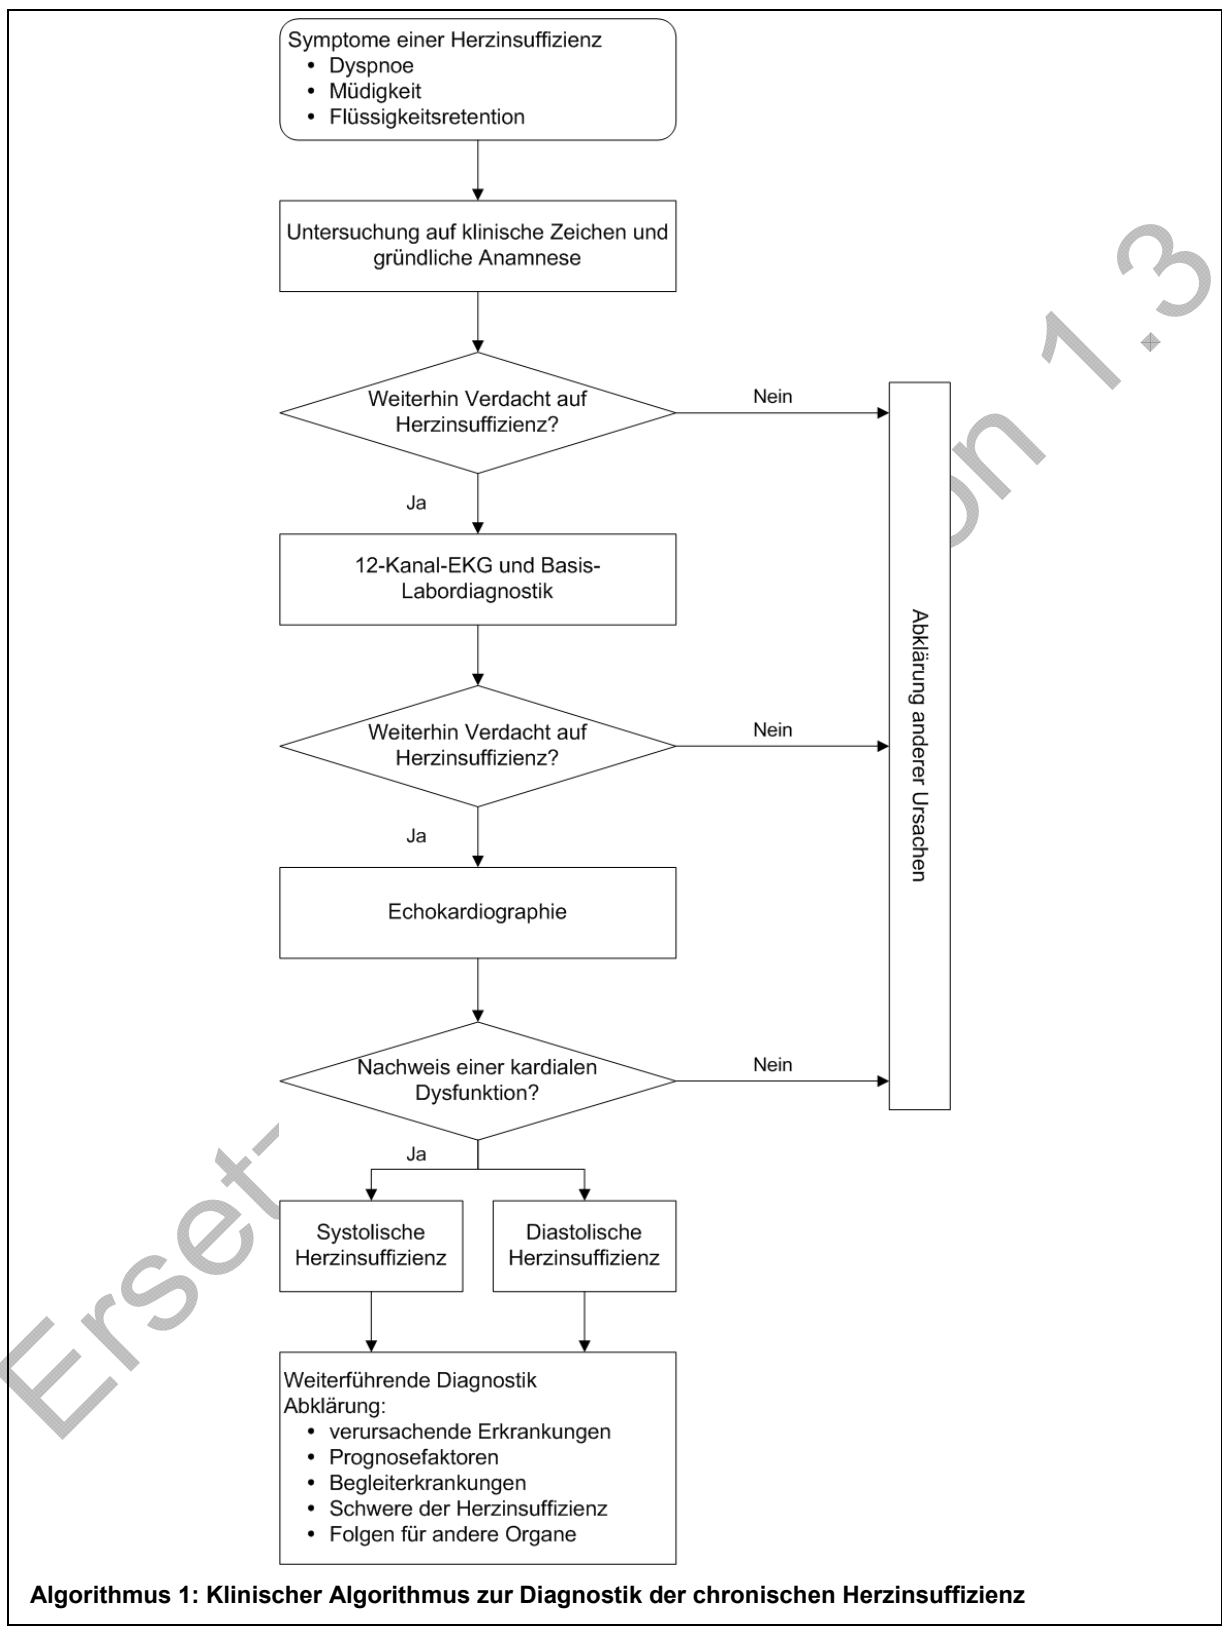 Symptome einer Herzinsuffizienz
• Dyspnoe
• Müdigkeit
• Flüssigkeitsretention
Untersuchung auf klinische Zeichen und
gründliche Anamnese
Weiterhin Verdacht auf
Herzinsuffizienz?
Nein
Ja
12-Kanal-EKG und Basis-
Labordiagnostik
Weiterhin Verdacht auf
Herzinsuffizienz?
Nein
Ja
Abklärung anderer Ursachen
Echokardiographie
Nachweis einer kardialen
Dysfunktion?
Nein
Ja
Systolische
Herzinsuffizienz
Diastolische
Herzinsuffizienz
Weiterführende Diagnostik
Abklärung:
• verursachende Erkrankungen
• Prognosefaktoren
• Begleiterkrankungen
• Schwere der Herzinsuffizienz
• Folgen für andere Organe
Algorithmus 1: Klinischer Algorithmus zur Diagnostik der chronischen Herzinsuffizienz
1.3